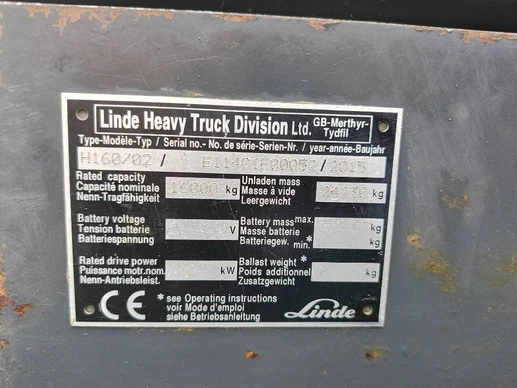 Linde Heavy Truck Division Ltd. GB-Merthyr-Tydfil
Type-Modèle-Typ / Serial no.- No. de série-Serien-Nr. / year-année-Baujahr
H160/02 / / 2015
Rated capacity
Capacité nominale 16000 kg
Nenn-Tragfähigkeit
Unladen mass
Masse à vide kg
Leergewicht
Battery voltage
Tension batterie V
Batteriespannung
Battery mass max. kg
Masse batterie
Batteriegew. min.* kg
Rated drive power
Puissance motr.nom. kW
Nenn-Antriebsleist.
Ballast weight *
Poids additionnel kg
Zusatzgewicht
CE
* see Operating instructions
voir Mode d'emploi
siehe Betriebsanleitung
Linde